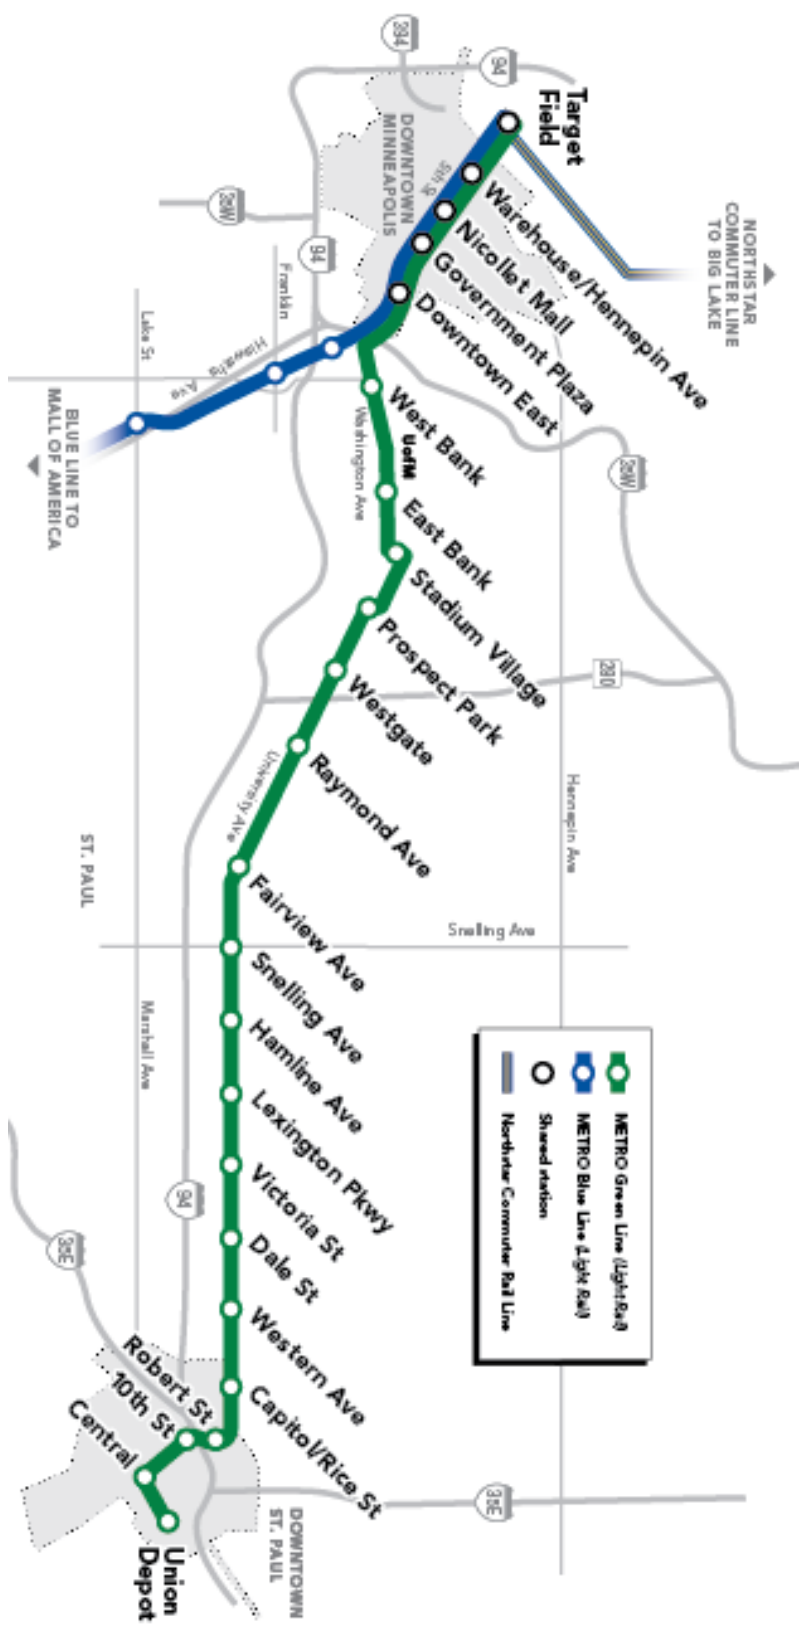 394
94
Target
Field
DOWNTOWN
MINNEAPOLIS
5th St
Warehouse/Hennepin Ave
Nicollet Mall
Government Plaza
Downtown East
NORTHSTAR
COMMUTER LINE
TO BIG LAKE
35W
94
Franklin
Lake St
Hiawatha Ave
BLUE LINE TO
MALL OF AMERICA
West Bank
Washington Ave
UofM
35W
East Bank
Stadium Village
Prospect Park
280
Westgate
Raymond Ave
University Ave
Hennepin Ave
ST. PAUL
Fairview Ave
Snelling Ave
Snelling Ave
Hamline Ave
Marshall Ave
Lexington Pkwy
METRO Green Line (Light Rail)
METRO Blue Line (Light Rail)
Shared station
Northstar Commuter Rail Line
Victoria St
94
35E
Dale St
Western Ave
Capitol/Rice St
Robert St
10th St
Central
35E
DOWNTOWN
ST. PAUL
Union
Depot